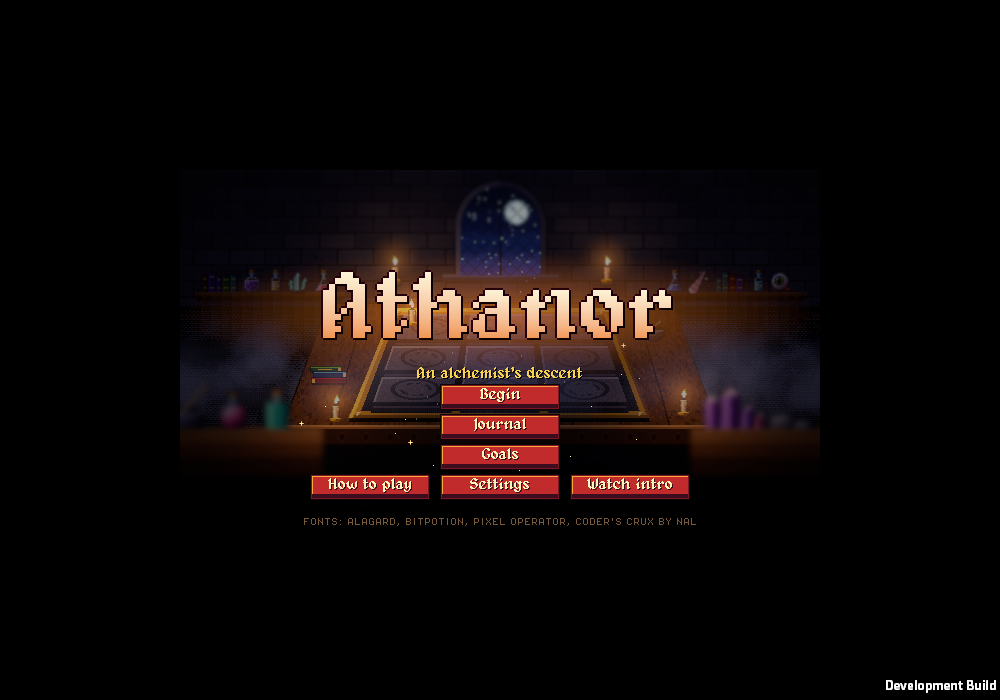 Athanor
An alchemist's descent
Begin
Journal
Goals
How to play Settings Watch intro
FONTS: ALAGARD, BITPOTION, PIXEL OPERATOR, CODER'S CRUX BY NAL
Development Build